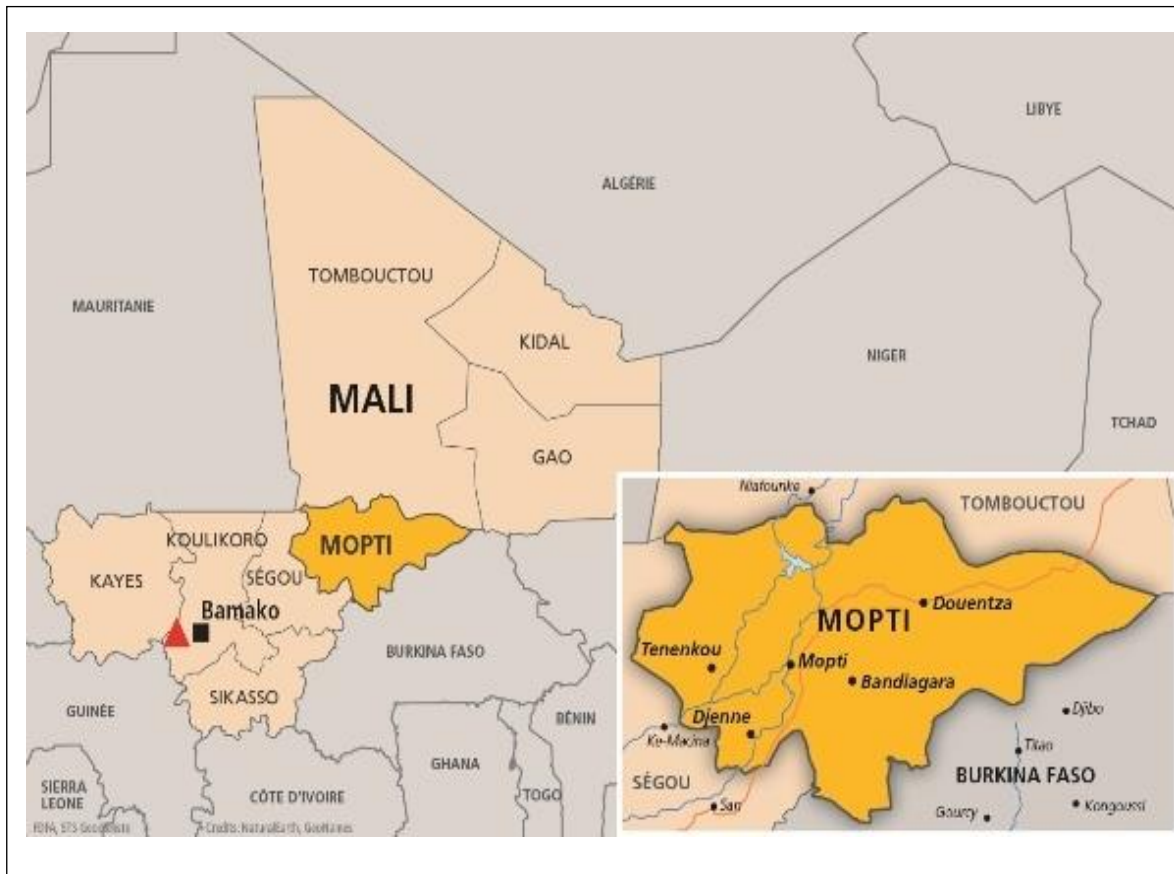 LIBYE
ALGÉRIE
TOMBOUCTOU
MAURITANIE
KIDAL
NIGER
MALI
TCHAD
GAO
KOULIKORO
MOPTI
SÉGOU
KAYES
Bamako
BURKINA FASO
SIKASSO
GUINÉE
BÉNIN
GHANA
SIERRA
LEONE
CÔTE D'IVOIRE
TOGO
Credits: NaturalEarth, GeoNames
Niafounke
TOMBOUCTOU
Douentza
MOPTI
Tenenkou
Mopti
Bandiagara
Djenne
Djibo
Ke-Macina
Titao
SÉGOU
BURKINA FASO
San
Gourcy
Kongoussi